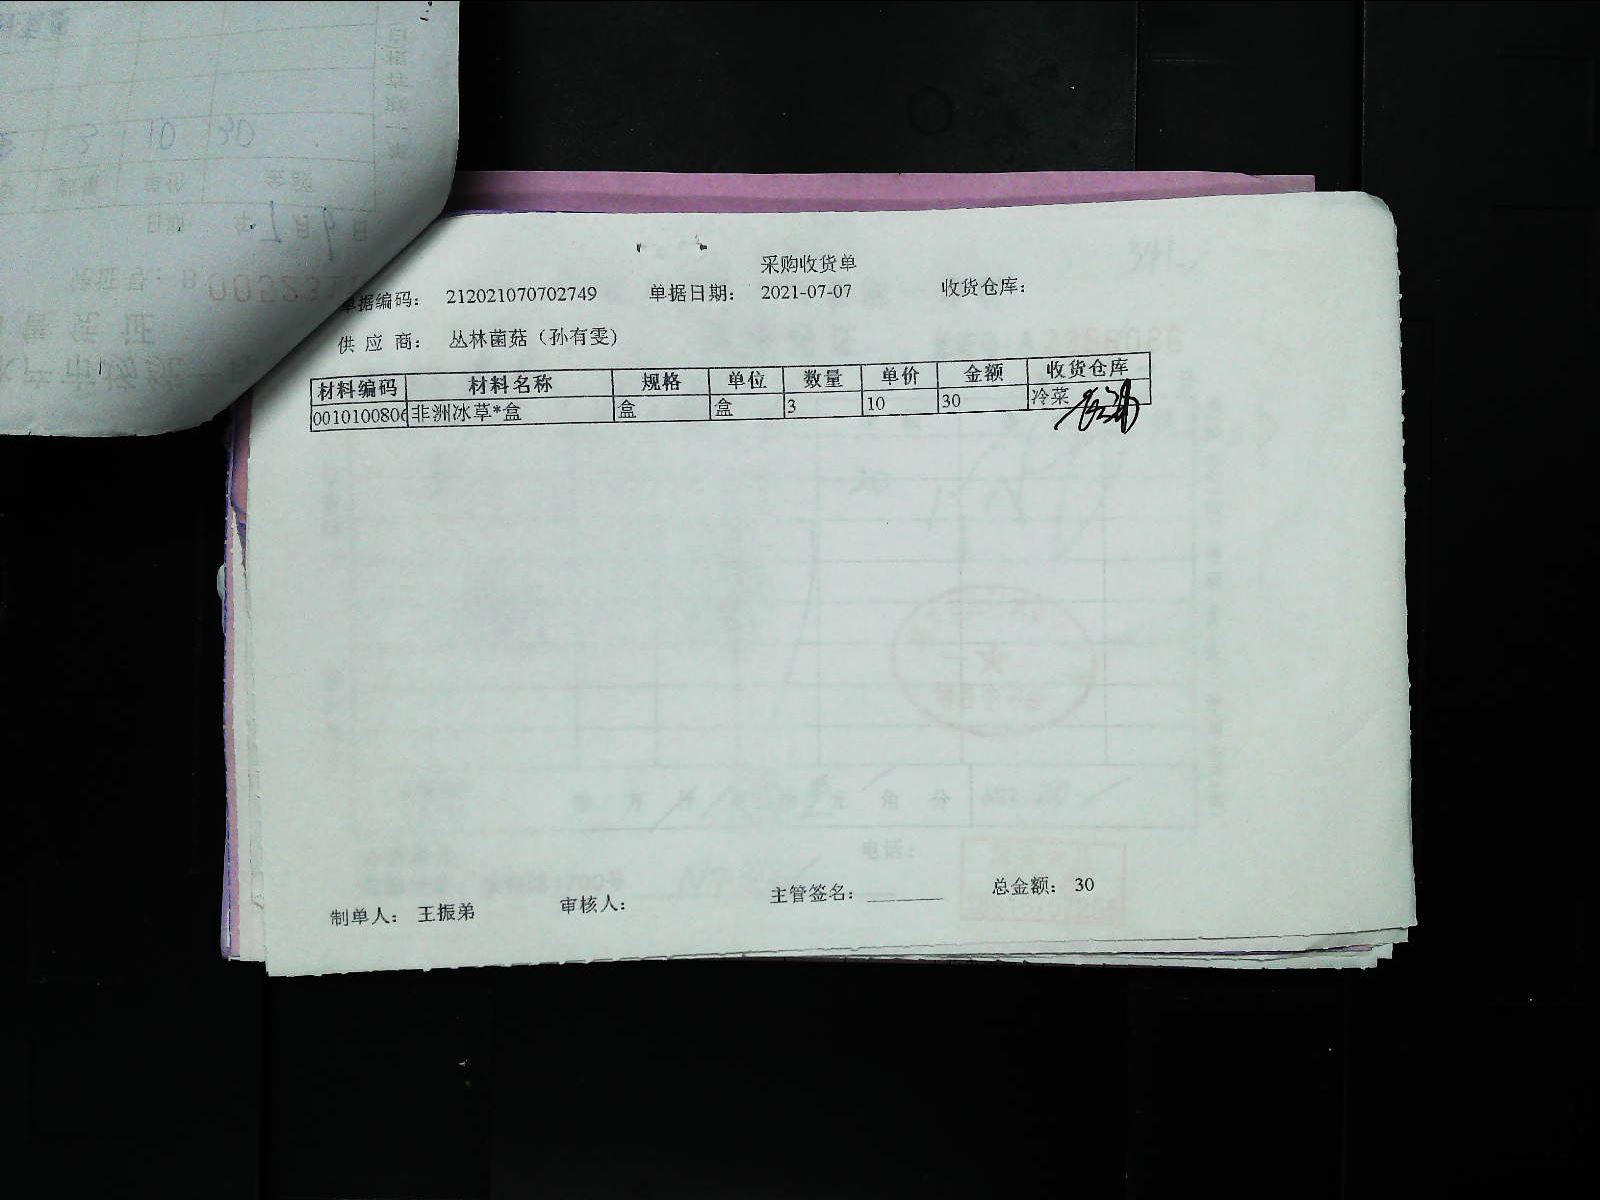 采购收货单
单据编码： 212021070702749 单据日期： 2021-07-07 收货仓库：
供 应 商： 丛林菌菇（孙有雯）
材料编码 材料名称 规格 单位 数量 单价 金额 收货仓库
0010100806 非洲冰草*盒 盒 盒 3 10 30 冷菜
制单人： 王振弟 审核人： 主管签名： 总金额： 30